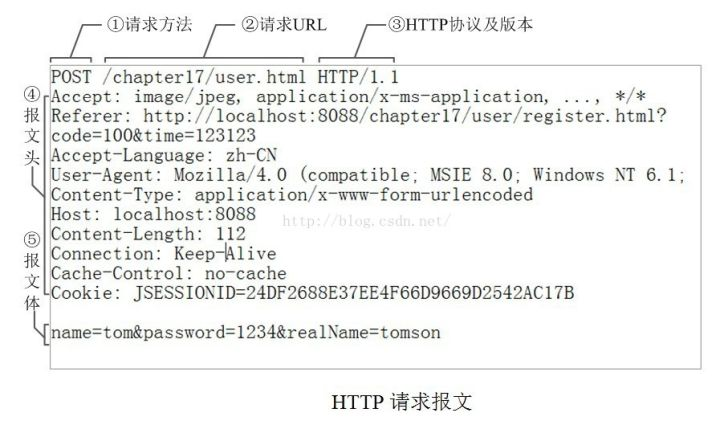 ①请求方法 ②请求URL ③HTTP协议及版本
POST /chapter17/user.html HTTP/1.1
④报文头
Accept: image/jpeg, application/x-ms-application, ..., */*
Referer: http://localhost:8088/chapter17/user/register.html?
code=100&time=123123
Accept-Language: zh-CN
User-Agent: Mozilla/4.0 (compatible; MSIE 8.0; Windows NT 6.1;
Content-Type: application/x-www-form-urlencoded
Host: localhost:8088
http://blog.csdn.net/
Content-Length: 112
Connection: Keep-Alive
Cache-Control: no-cache
Cookie: JSESSIONID=24DF2688E37EE4F66D9669D2542AC17B
⑤报文体
name=tom&password=1234&realName=tomson
HTTP 请求报文